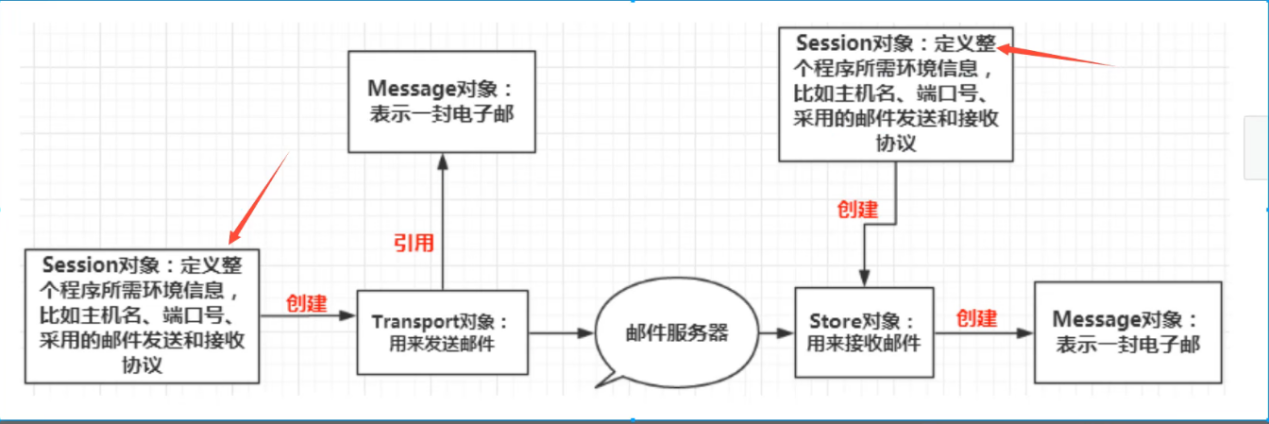 Message对象：
表示一封电子邮
Session对象：定义整
个程序所需环境信息，
比如主机名、端口号、
采用的邮件发送和接收
协议
创建
引用
Session对象：定义整
个程序所需环境信息，
比如主机名、端口号、
采用的邮件发送和接收
协议
创建
Transport对象：
用来发送邮件
邮件服务器
Store对象：
用来接收邮件
创建
Message对象：
表示一封电子邮